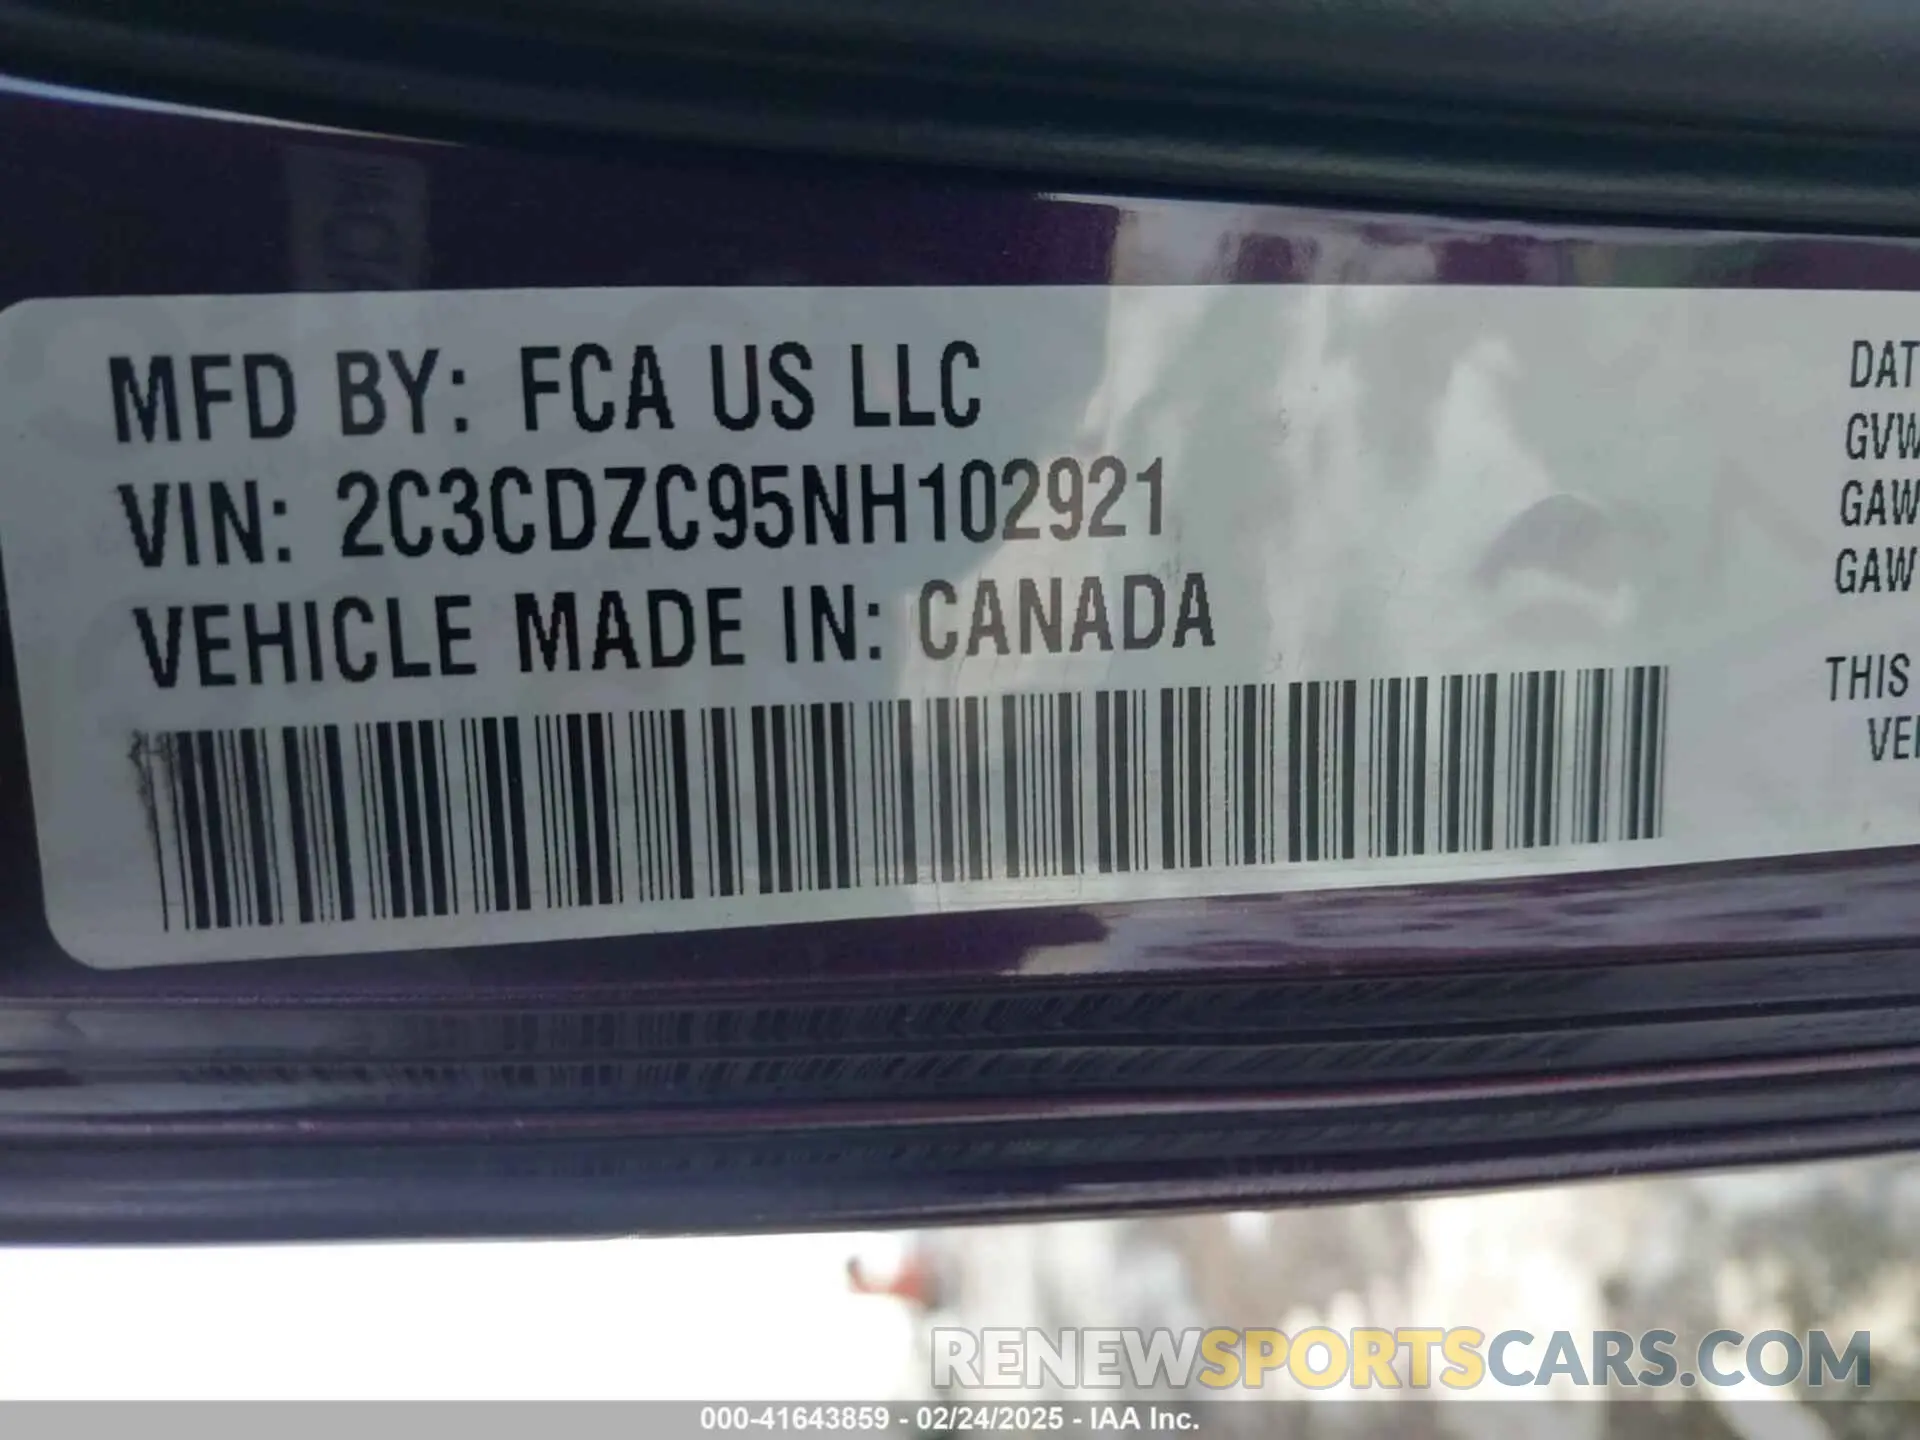 MFD BY: FCA US LLC
VIN: 2C3CDZC95NH102921
VEHICLE MADE IN: CANADA
DAT
GVW
GAW
GAW
THIS
VE
RENEWSPORTSCARS.COM
000-41643859 - 02/24/2025 - IAA Inc.